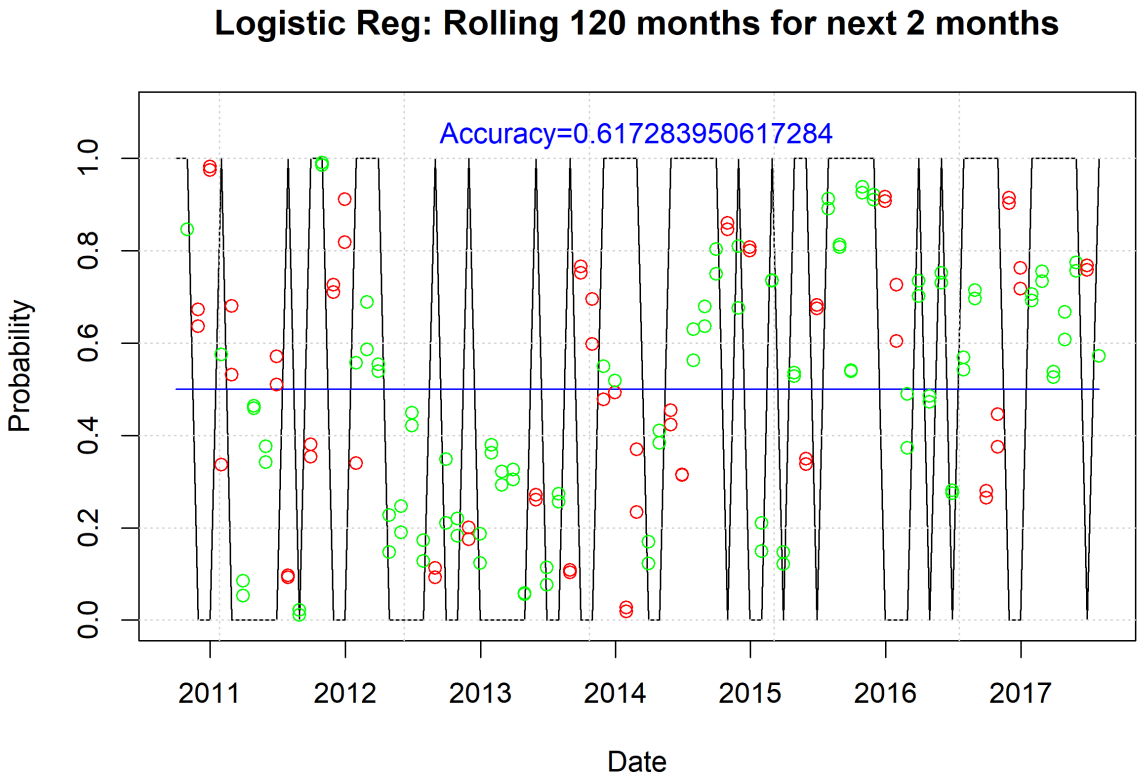 Logistic Reg: Rolling 120 months for next 2 months
Accuracy=0.617283950617284
Probability
1.0
0.8
0.6
0.4
0.2
0.0
2011 2012 2013 2014 2015 2016 2017
Date